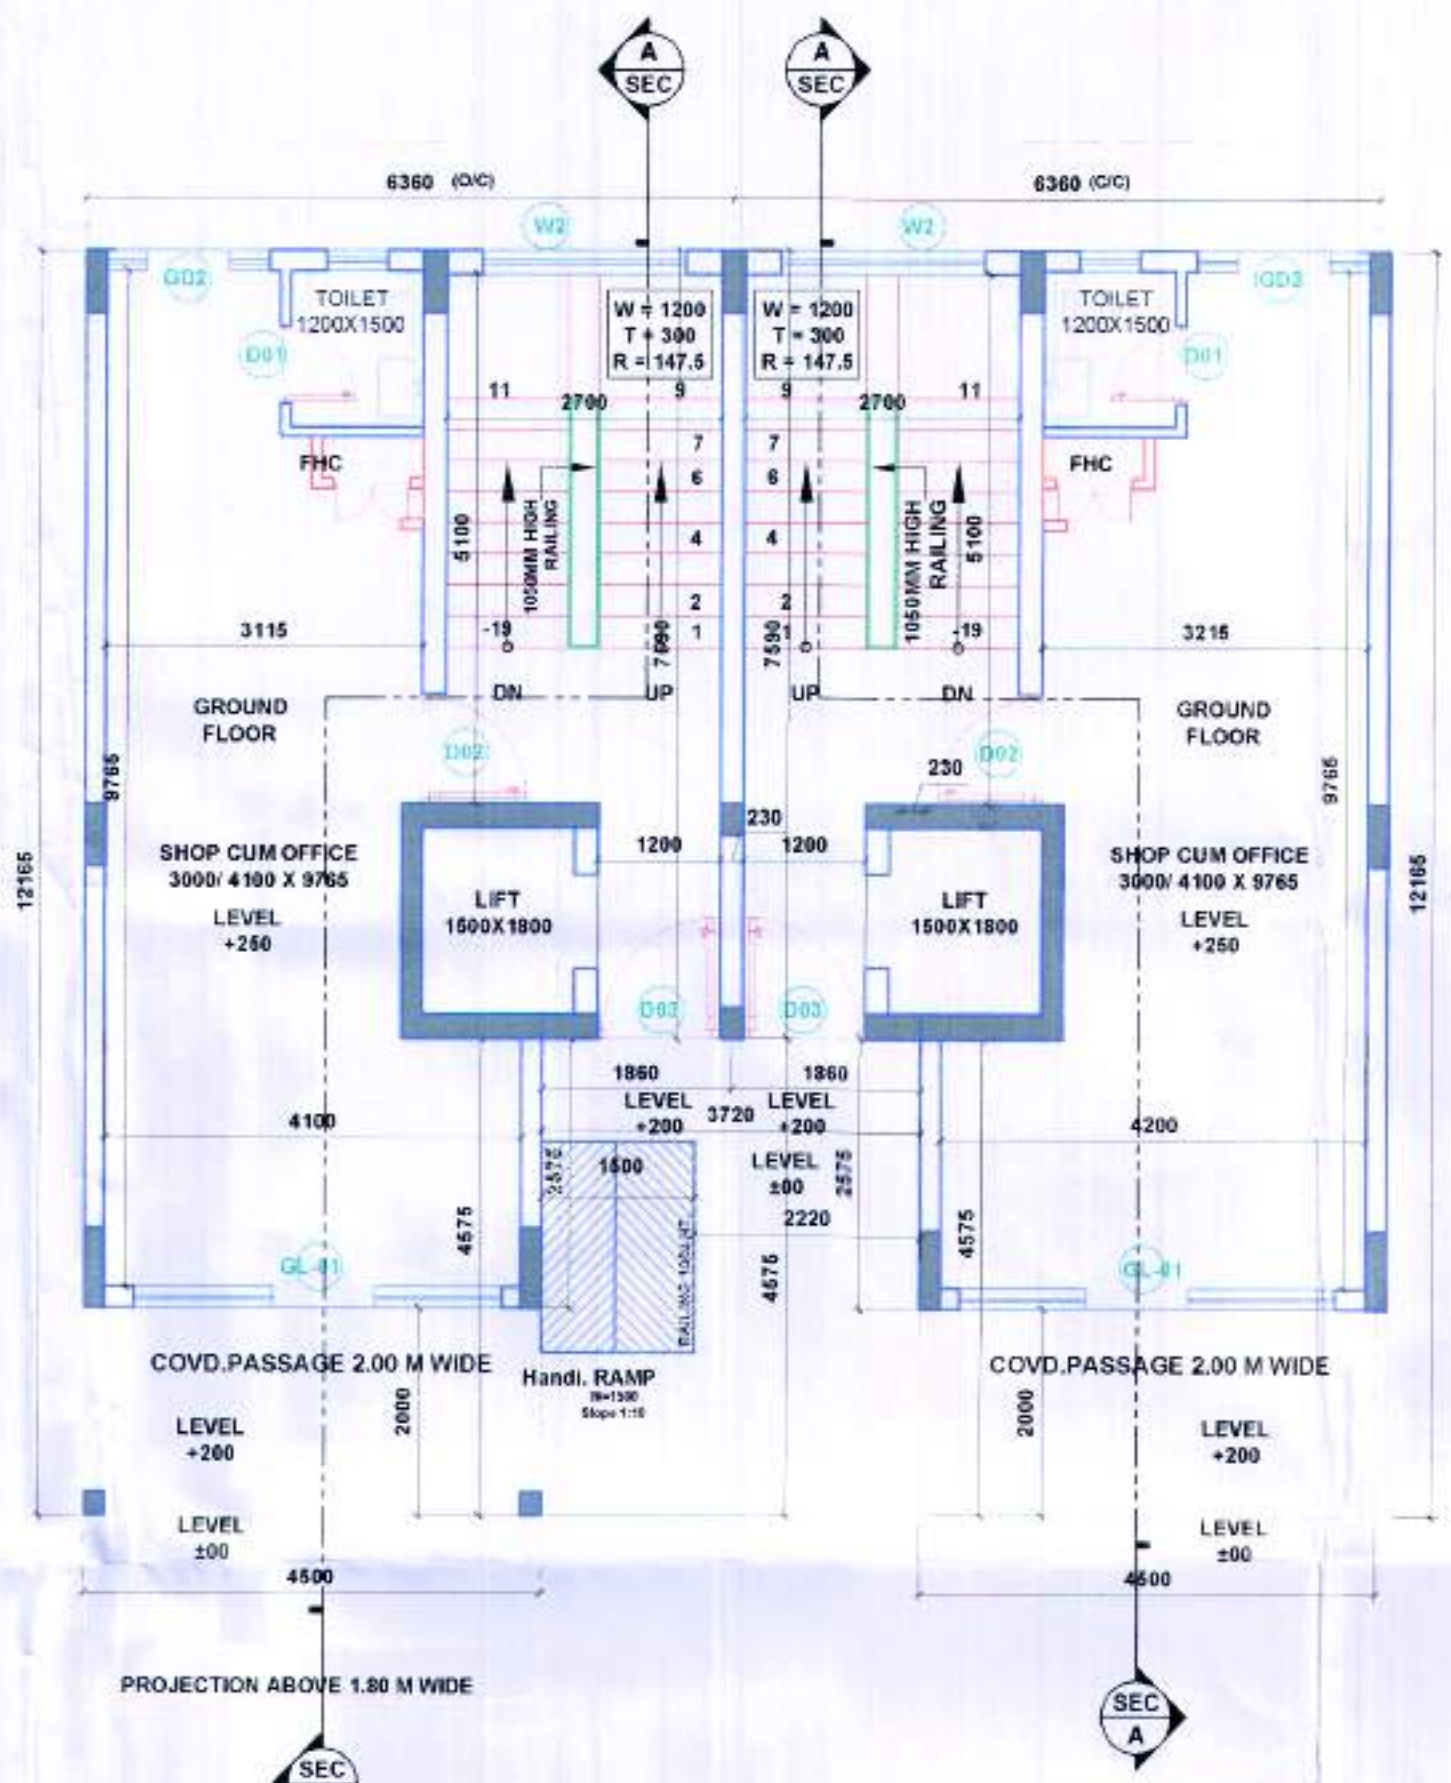 A
SEC
A
SEC
6360 (O/C)
6360 (C/C)
W2
W2
GD2
TOILET
1200X1500
D01
W = 1200
T + 300
R = 147.5
W = 1200
T = 300
R = 147.5
TOILET
1200X1500
D01
11
2700
9
9
2700
11
7
6
4
2
1
7
6
4
2
1
FHC
FHC
5100
1050MM HIGH
RAILING
1050MM HIGH
RAILING
5100
-19
-19
7590
3115
3215
DN
UP
UP
DN
GROUND
FLOOR
GROUND
FLOOR
D02
D02
230
9765
9765
230
1200
1200
12165
12165
SHOP CUM OFFICE
3000/ 4100 X 9765
LEVEL
+250
LIFT
1500X1800
LIFT
1500X1800
SHOP CUM OFFICE
3000/ 4100 X 9765
LEVEL
+250
D03
D03
1860
1860
LEVEL
+200
3720
LEVEL
+200
4100
4200
1500
2575
LEVEL
±00
2575
2220
4575
4575
4575
GL-01
GL-01
COVD.PASSAGE 2.00 M WIDE
COVD.PASSAGE 2.00 M WIDE
Handi. RAMP
W=1500
Slope 1:10
2000
2000
LEVEL
+200
LEVEL
+200
LEVEL
±00
LEVEL
±00
4500
4500
PROJECTION ABOVE 1.80 M WIDE
SEC
A
SEC